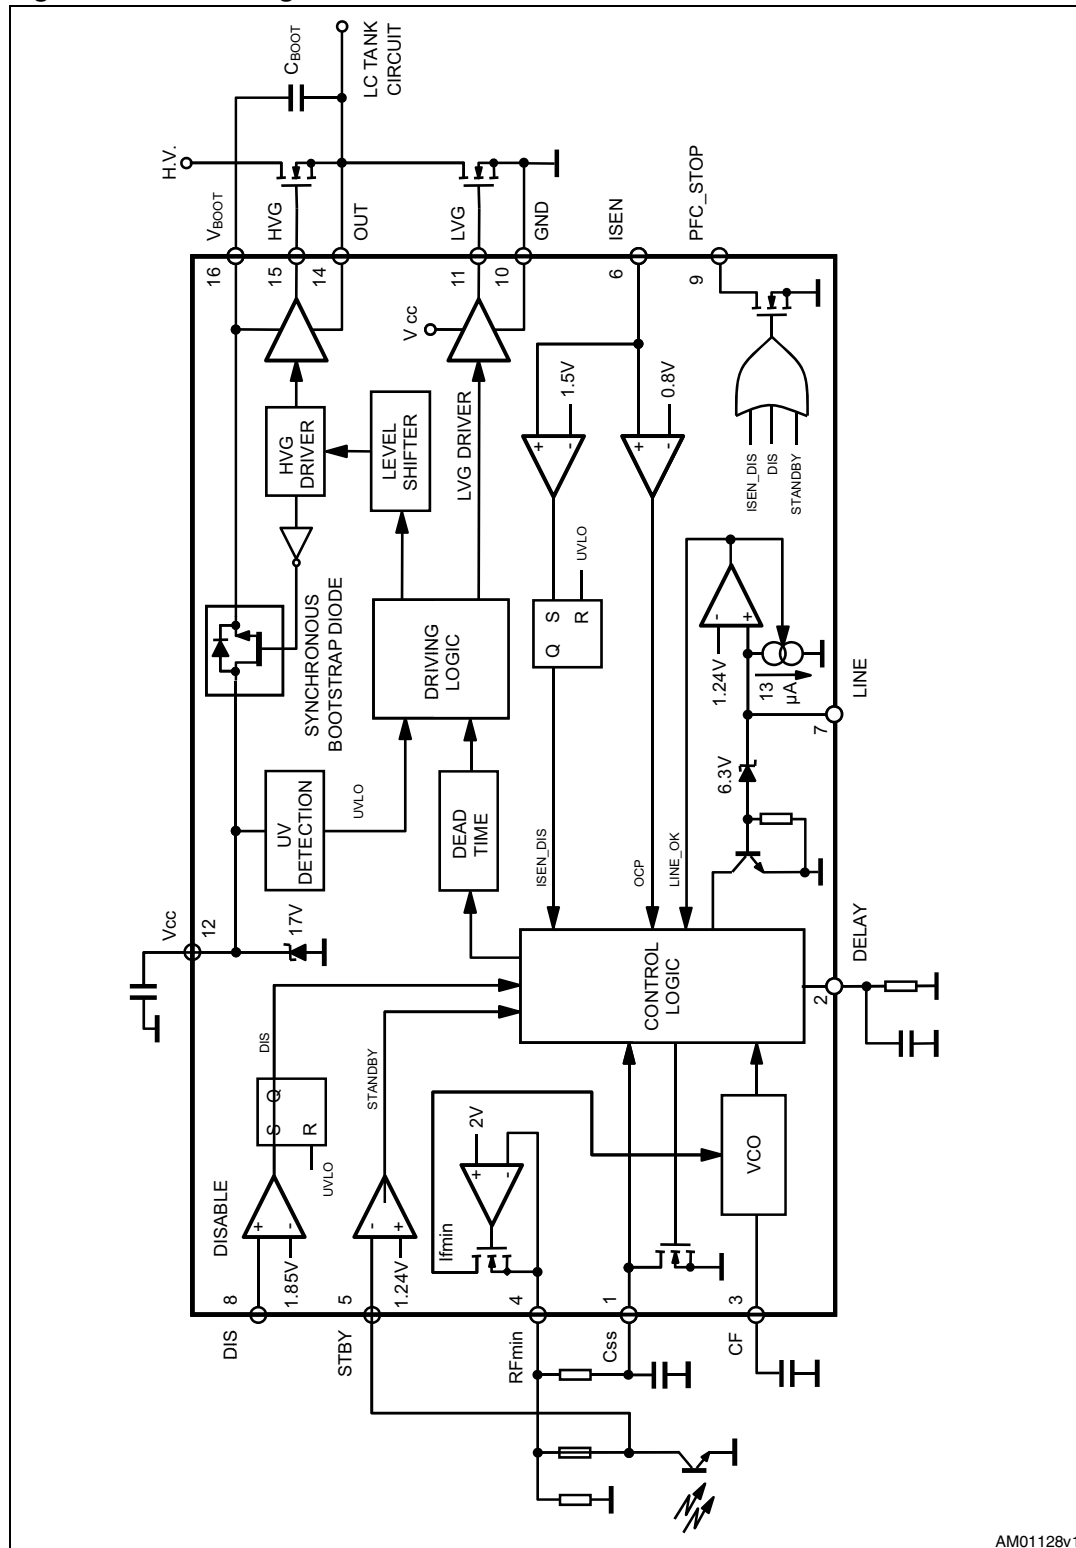 H.V.
VBOOT
CBOOT
LC TANK
CIRCUIT
HVG
OUT
LVG
GND
ISEN
PFC_STOP
16
15
14
11
10
6
9
V cc
HVG
DRIVER
LEVEL
SHIFTER
LVG DRIVER
SYNCHRONOUS
BOOTSTRAP DIODE
DRIVING
LOGIC
UV
DETECTION
UVLO
DEAD
TIME
1.5V
0.8V
+
-
+
-
S
Q
R
UVLO
ISEN_DIS
DIS
STANDBY
ISEN_DIS
OCP
LINE_OK
1.24V
-
+
13
µA
6.3V
LINE
7
Vcc
12
17V
CONTROL
LOGIC
DELAY
2
DIS
STANDBY
S
Q
R
UVLO
DISABLE
+
-
1.85V
-
+
1.24V
2V
+
-
Ifmin
VCO
8
5
4
1
3
DIS
STBY
RFmin
Css
CF
AM01128v1